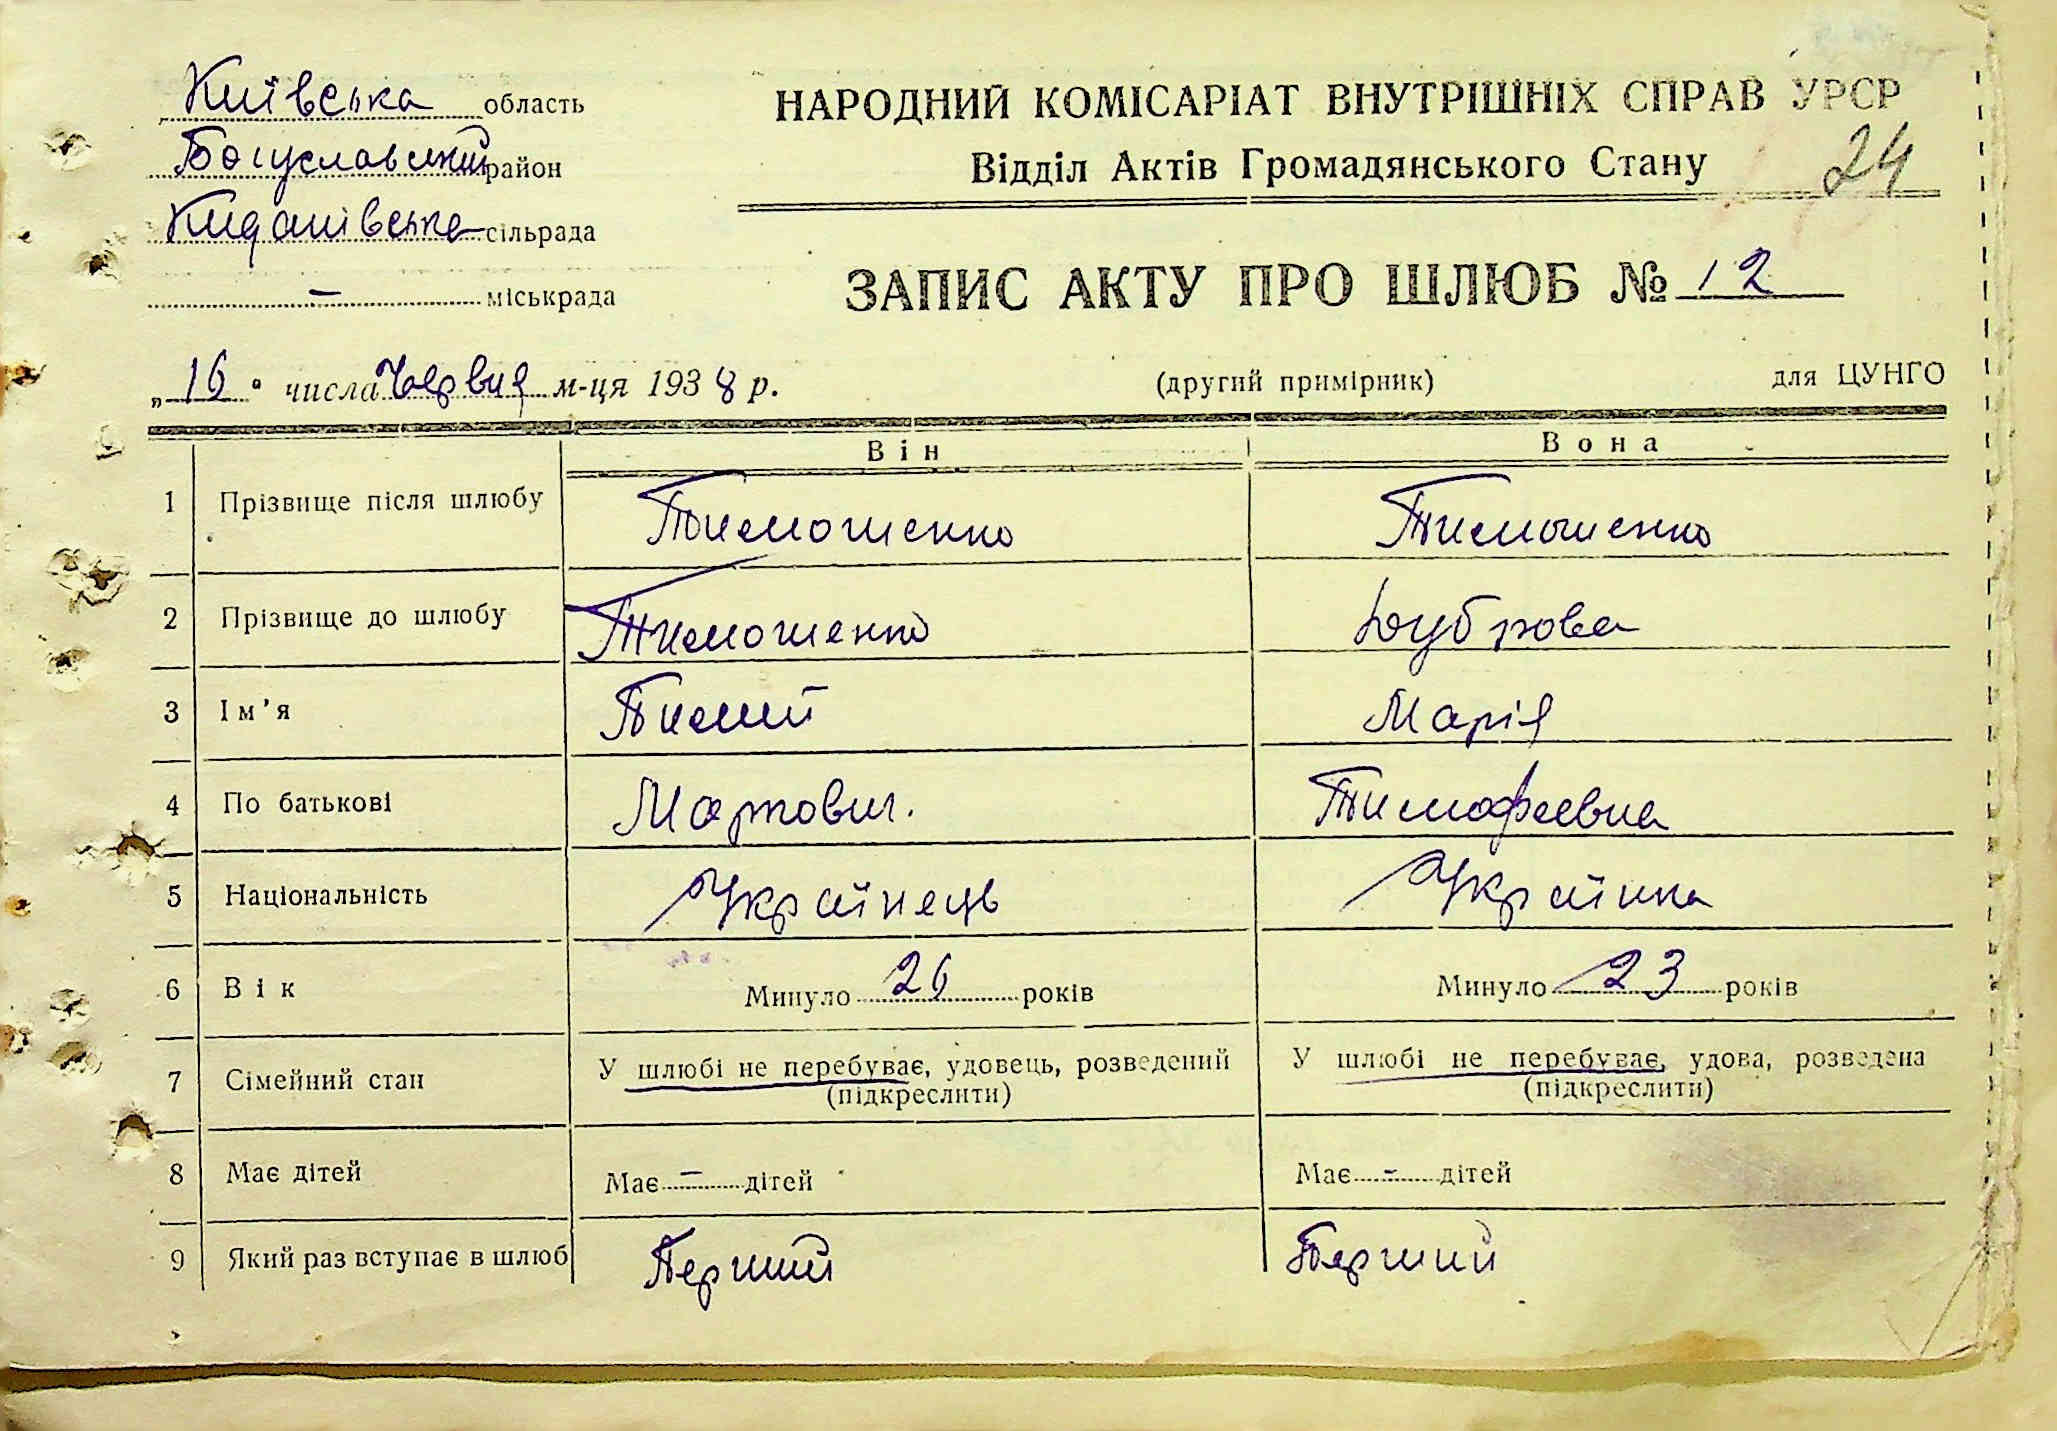 Київська область
Богуславський район
Киданівська сільрада
– міськрада
НАРОДНИЙ КОМІСАРІАТ ВНУТРІШНІХ СПРАВ УРСР
Відділ Актів Громадянського Стану
24
ЗАПИС АКТУ ПРО ШЛЮБ № 12
„16" числа Червня м-ця 1938 р.
(другий примірник)
для ЦУНГО
Він Вона
1 Прізвище після шлюбу Тимошенко Тимошенко
2 Прізвище до шлюбу Тимошенко Дуброва
3 Ім'я Тимій Марія
4 По батькові Маркович. Тимофеевна
5 Національність Українець Українка
6 Вік Минуло 26 років Минуло 23 років
7 Сімейний стан У шлюбі не перебуває, удовець, розведений У шлюбі не перебуває, удова, розведена
(підкреслити) (підкреслити)
8 Має дітей Має – дітей Має – дітей
9 Який раз вступає в шлюб Перший Перший